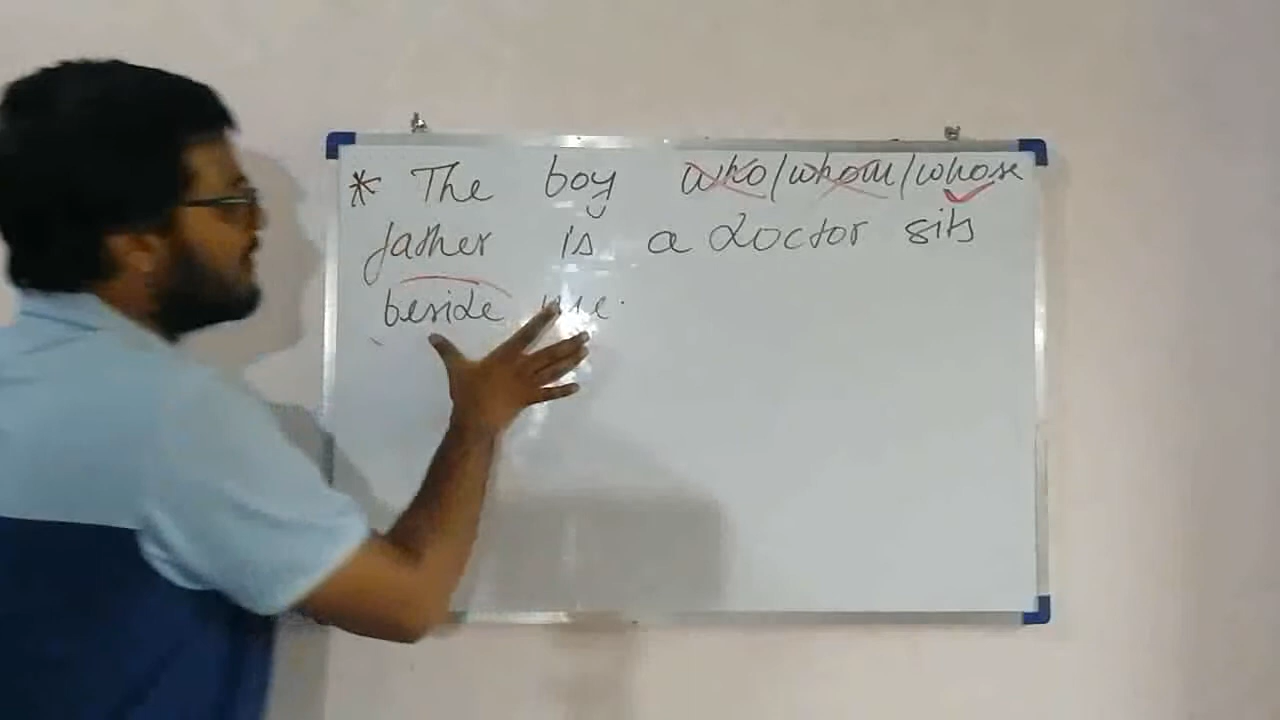 * The boy who/whom/whose
father is a doctor sits
beside me.